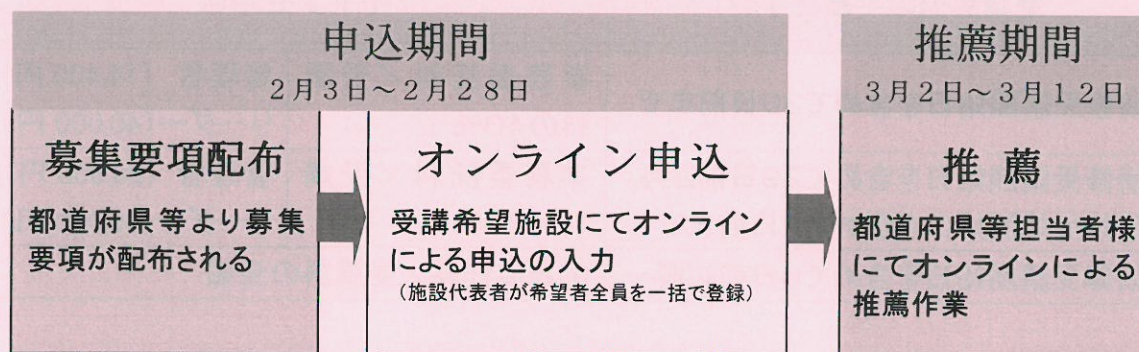 申込期間
2月3日~2月28日
推薦期間
3月2日~3月12日
募集要項配布
都道府県等より募集
要項が配布される
オンライン申込
受講希望施設にてオンライン
による申込の入力
(施設代表者が希望者全員を一括で登録)
推薦
都道府県等担当者様
にてオンラインによる
推薦作業